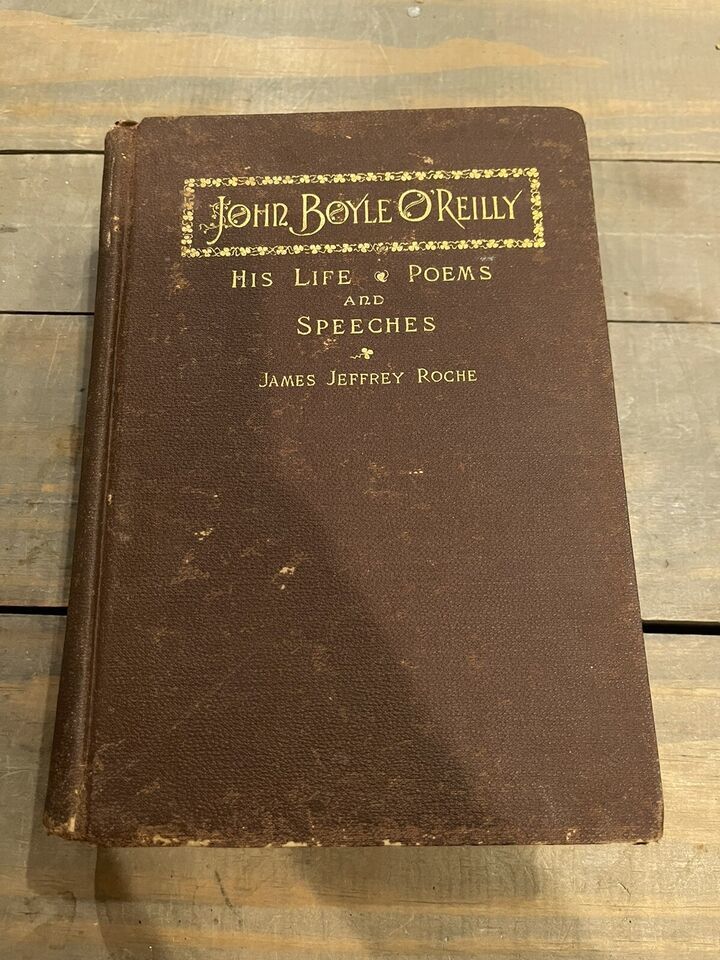 John Boyle O'Reilly
His Life Poems
and
Speeches
James Jeffrey Roche